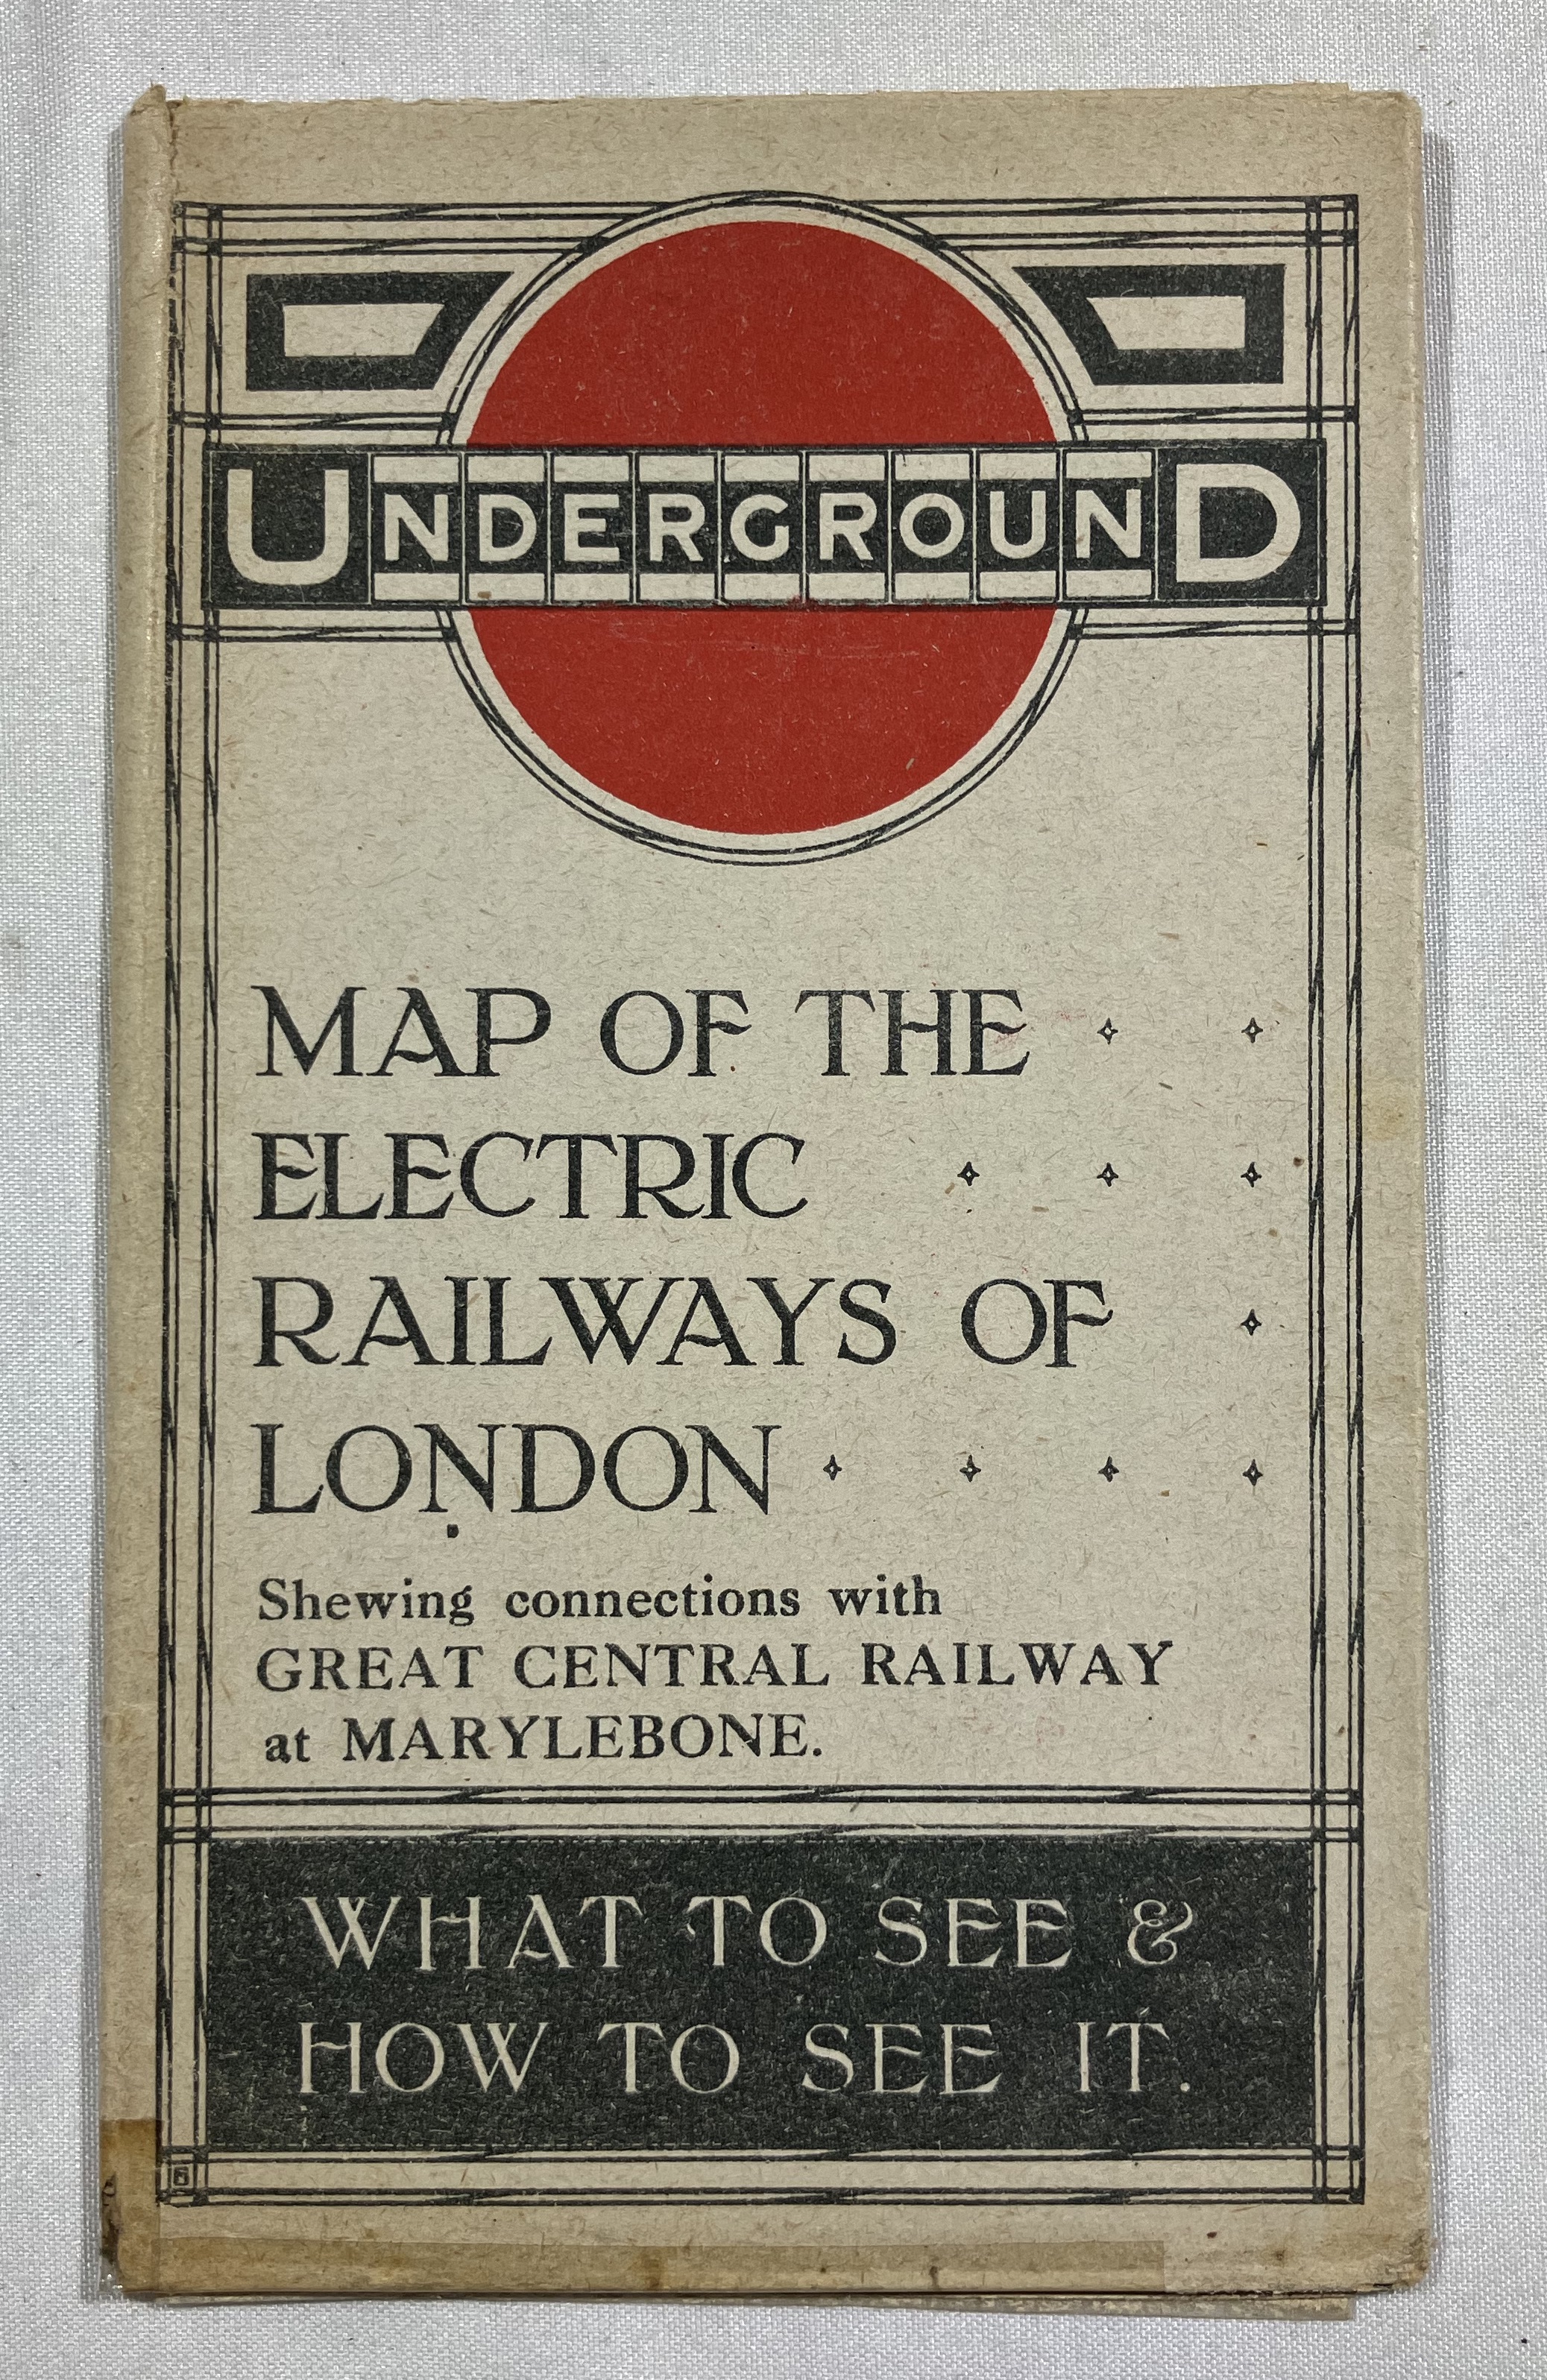 UNDERGROUND
MAP OF THE
ELECTRIC
RAILWAYS OF
LONDON
Shewing connections with
GREAT CENTRAL RAILWAY
at MARYLEBONE.
WHAT TO SEE &
HOW TO SEE IT.